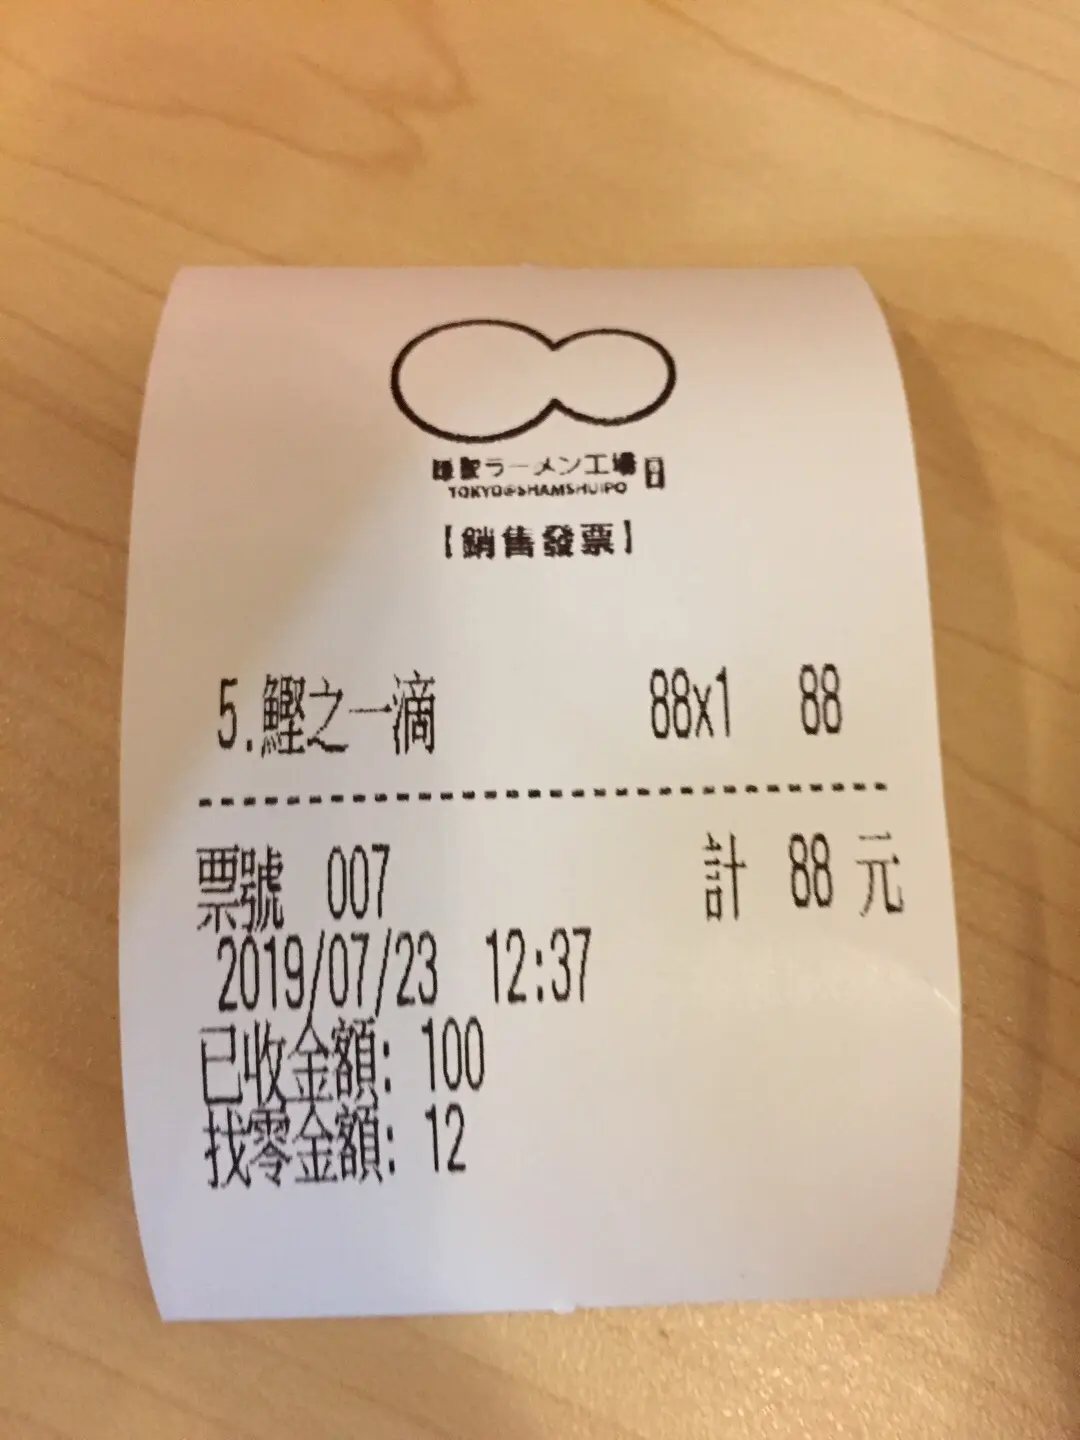 ラーメン工場
TOKYO@SHAMSHUIPO
【銷售發票】
5.鰹之一滴 88x1 88
票號 007 計 88 元
2019/07/23 12:37
已收金額: 100
找零金額: 12